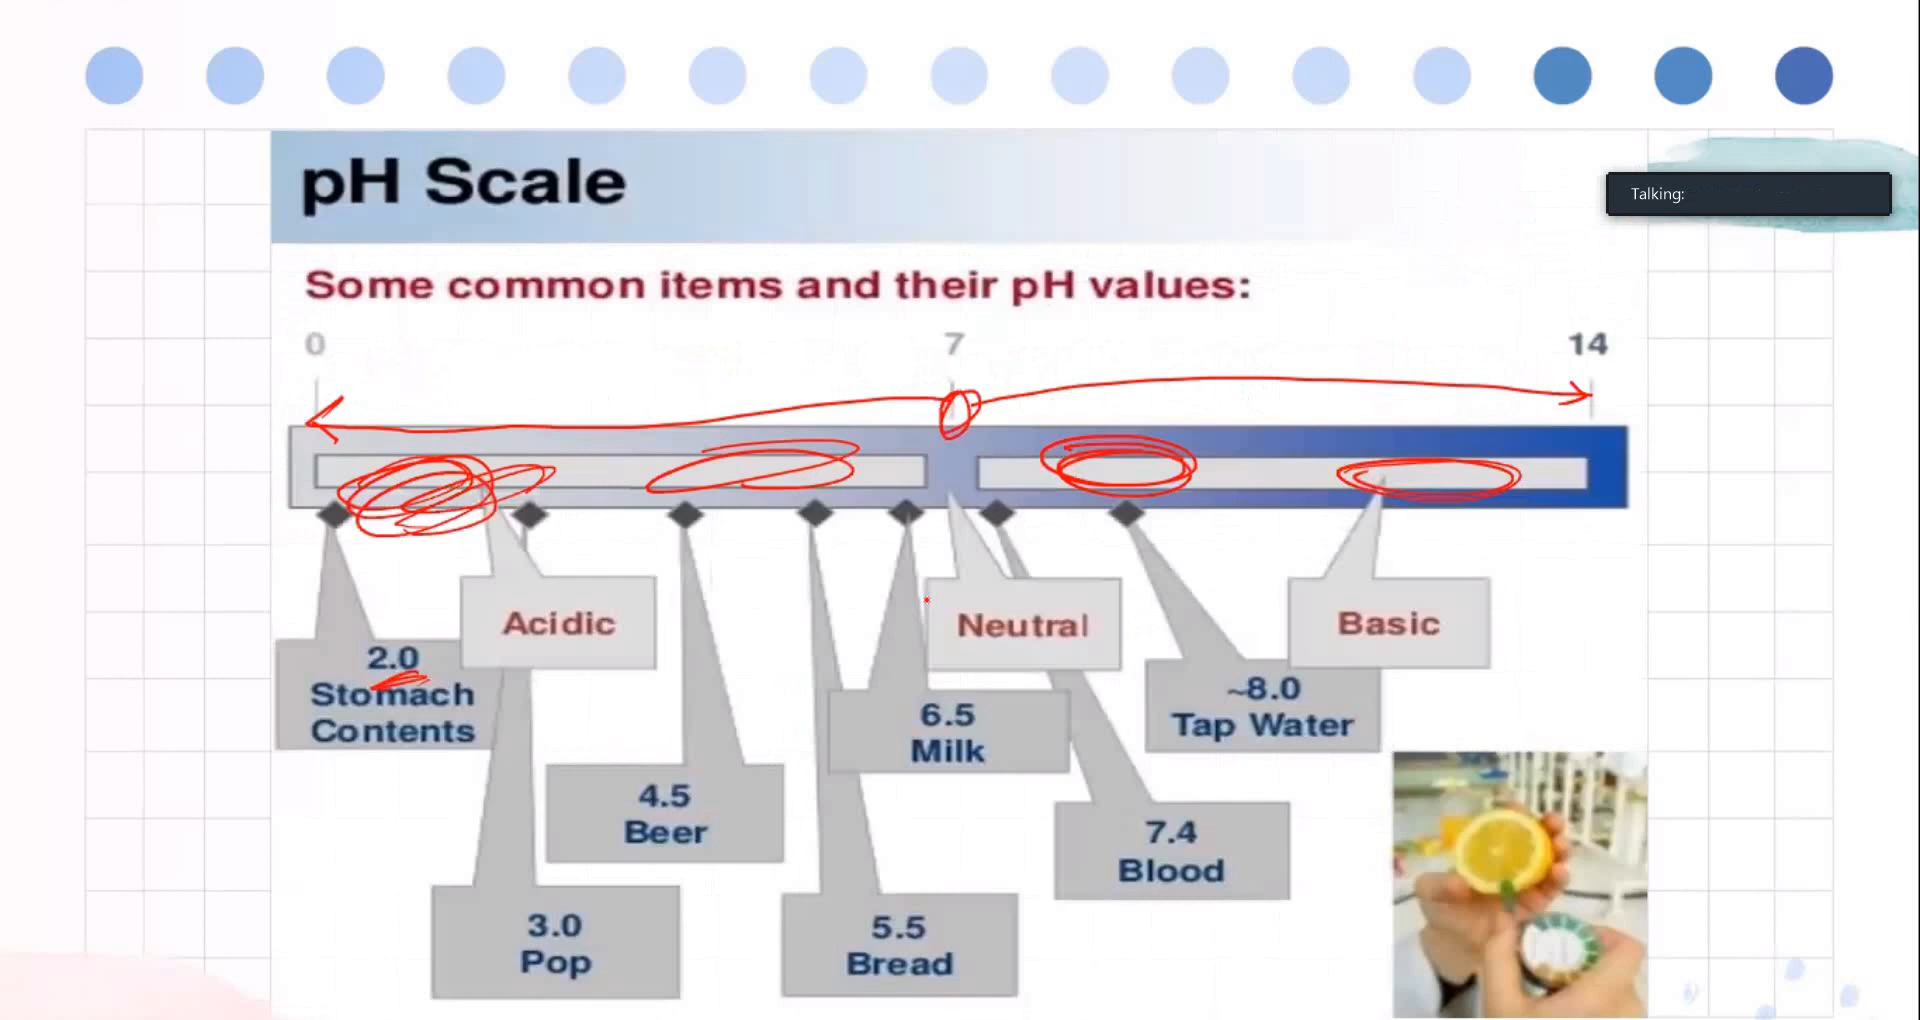 pH Scale
Talking:
Some common items and their pH values:
0
7
14
Acidic
Neutral
Basic
2.0
Stomach
Contents
~8.0
Tap Water
6.5
Milk
4.5
Beer
7.4
Blood
3.0
Pop
5.5
Bread